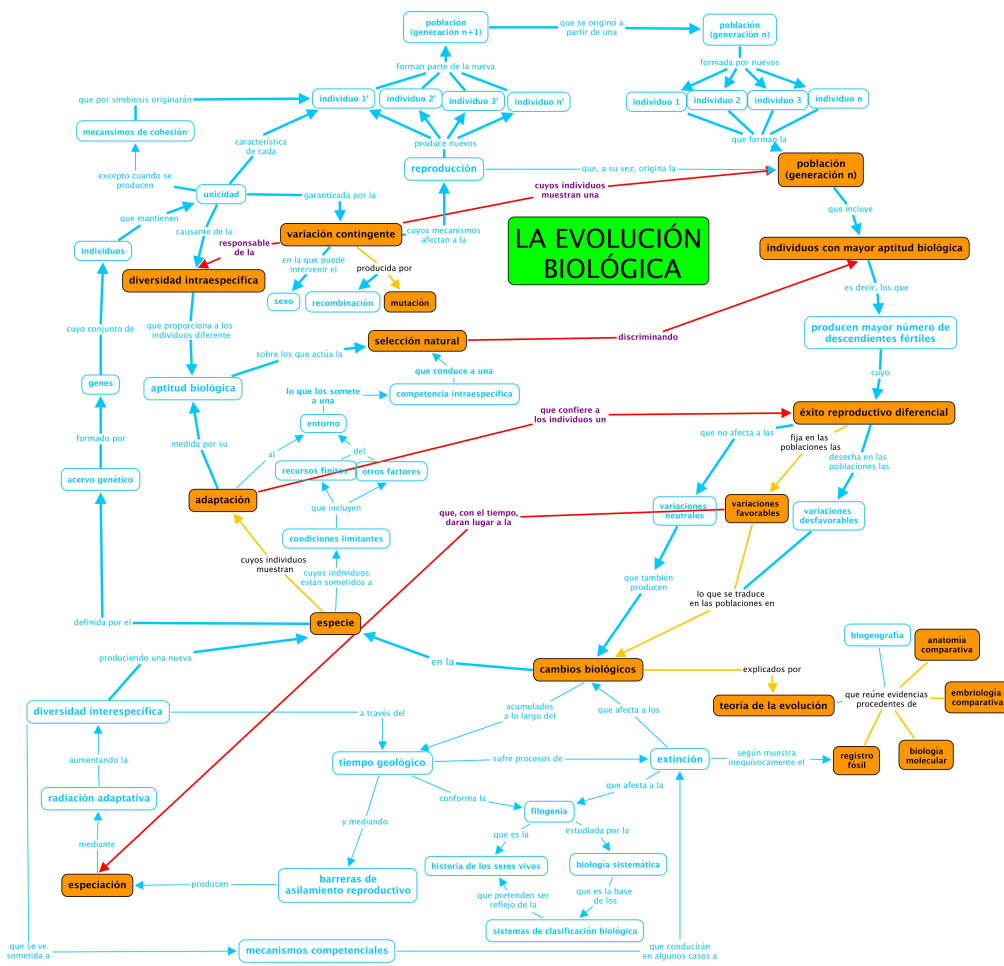 población
(generación n+1)
que se originó a
partir de una
población
(generación n)
forman parte de la nueva
formada por nuevos
que por simbiosis originarán
individuo 1'
individuo 2'
individuo 3'
individuo n'
individuo 1
individuo 2
individuo 3
individuo n
mecansimos de cohesión
característica
de cada
produce nuevos
que forman la
excepto cuando se
producen
reproducción
que, a su vez, origina la
población
(generación n)
unicidad
garantizada por la
cuyos individuos
muestran una
que mantienen
causante de la
variación contingente
cuyos mecanismos
afectan a la
que incluye
LA EVOLUCIÓN
BIOLÓGICA
individuos
responsable
de la
individuos con mayor aptitud biológica
diversidad intraespecífica
en la que puede
intervenir el
producida por
es decir, los que
sexo
recombinación
mutación
cuyo conjunto de
que proporciona a los
individuos diferente
selección natural
discriminando
producen mayor número de
descendientes fértiles
sobre los que actúa la
que conduce a una
cuyo
genes
aptitud biológica
lo que los somete
a una
competencia intraespecífica
entorno
que confiere a
los individuos un
éxito reproductivo diferencial
formado por
medida por su
al
del
que no afecta a las
fija en las
poblaciones las
desecha en las
poblaciones las
acervo genético
recursos finitos
otros factores
adaptación
que incluyen
que, con el tiempo,
daran lugar a la
variaciones
neutrales
variaciones
favorables
variaciones
desfavorables
condiciones limitantes
cuyos individuos
muestran
cuyos individuos
están sometidos a
que también
producen
lo que se traduce
en las poblaciones en
definida por el
especie
biogeografía
anatomía
comparativa
produciendo una nueva
en la
cambios biológicos
explicados por
que reúne evidencias
procedentes de
embriología
comparativa
diversidad interespecífica
a través del
acumulados
a lo largo del
que afecta a los
teoría de la evolución
registro
fósil
biología
molecular
aumentando la
tiempo geológico
sufre procesos de
extinción
según muestra
inequivocamente el
radiación adaptativa
conforma la
filogenia
que afecta a la
y mediando
que es la
estudiada por la
mediante
historia de los seres vivos
biología sistemática
especiación
producen
barreras de
asilamiento reproductivo
que pretenden ser
reflejo de la
que es la base
de los
sistemas de clasificación biológica
que se ve
sometida a
mecanismos competenciales
que conducirán
en algunos casos a